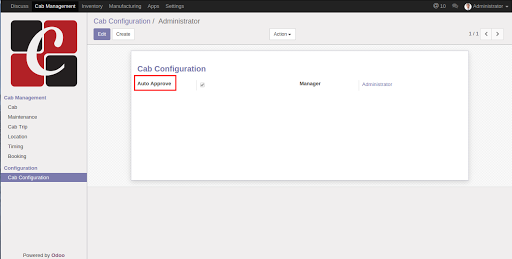 Discuss Cab Management Inventory Manufacturing Apps Settings @ 10 Administrator
Cab Configuration / Administrator
Edit Create Action 1 / 1
C
Cab Configuration
Auto Approve Manager Administrator
Cab Management
Cab
Maintenance
Cab Trip
Location
Timing
Booking
Configuration
Cab Configuration
Powered by Odoo